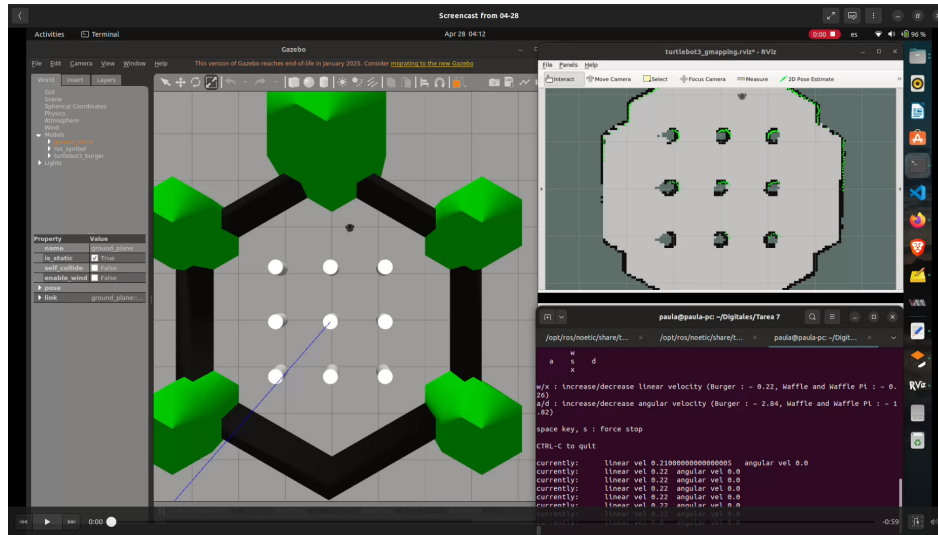 Screencast from 04-28
Activities
Terminal
Apr 28 04:12
0:00
es
96 %
Gazebo
File Edit Camera View Window Help
This version of Gazebo reaches end-of-life in January 2025. Consider migrating to the new Gazebo
World Insert Layers
GUI
Scene
Spherical Coordinates
Physics
Atmosphere
Wind
Models
ground_plane
ros_symbol
turtlebot3_burger
Lights
Property Value
name ground_plane
is_static True
self_collide False
enable_wind False
pose
link ground_plane::...
turtlebot3_gmapping.rviz* - RViz
File Panels Help
Interact Move Camera Select Focus Camera Measure 2D Pose Estimate
paula@paula-pc: ~/Digitales/Tarea 7
/opt/ros/noetic/share/t... /opt/ros/noetic/share/t... paula@paula-pc: ~/Digit...
w
a s d
x
w/x : increase/decrease linear velocity (Burger : ~ 0.22, Waffle and Waffle Pi : ~ 0.
26)
a/d : increase/decrease angular velocity (Burger : ~ 2.84, Waffle and Waffle Pi : ~ 1
.82)
space key, s : force stop
CTRL-C to quit
currently: linear vel 0.21000000000000005 angular vel 0.0
currently: linear vel 0.22 angular vel 0.0
currently: linear vel 0.22 angular vel 0.0
currently: linear vel 0.22 angular vel 0.0
currently: linear vel 0.22 angular vel 0.0
currently: linear vel 0.22 angular vel 0.0
RViz
0:00
-0:59